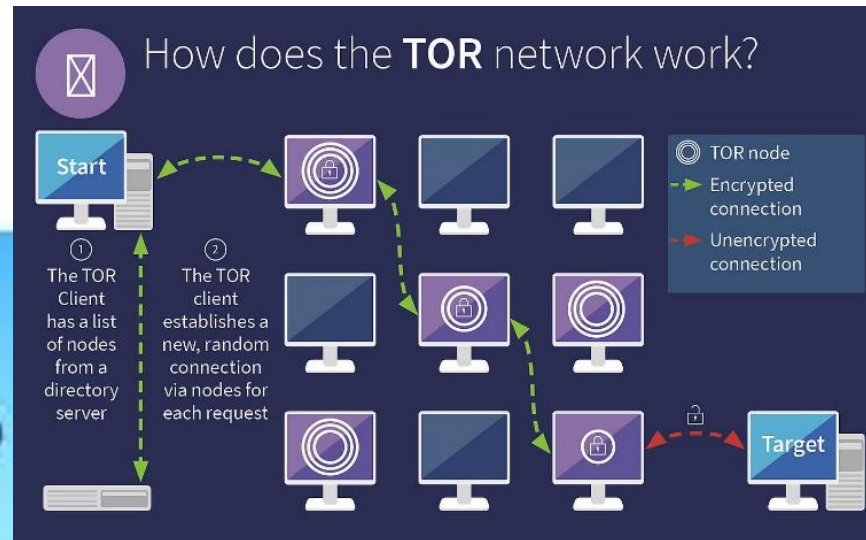 How does the TOR network work?
Start
①
The TOR
Client
has a list
of nodes
from a
directory
server
②
The TOR
client
establishes a
new, random
connection
via nodes for
each request
TOR node
Encrypted
connection
Unencrypted
connection
Target